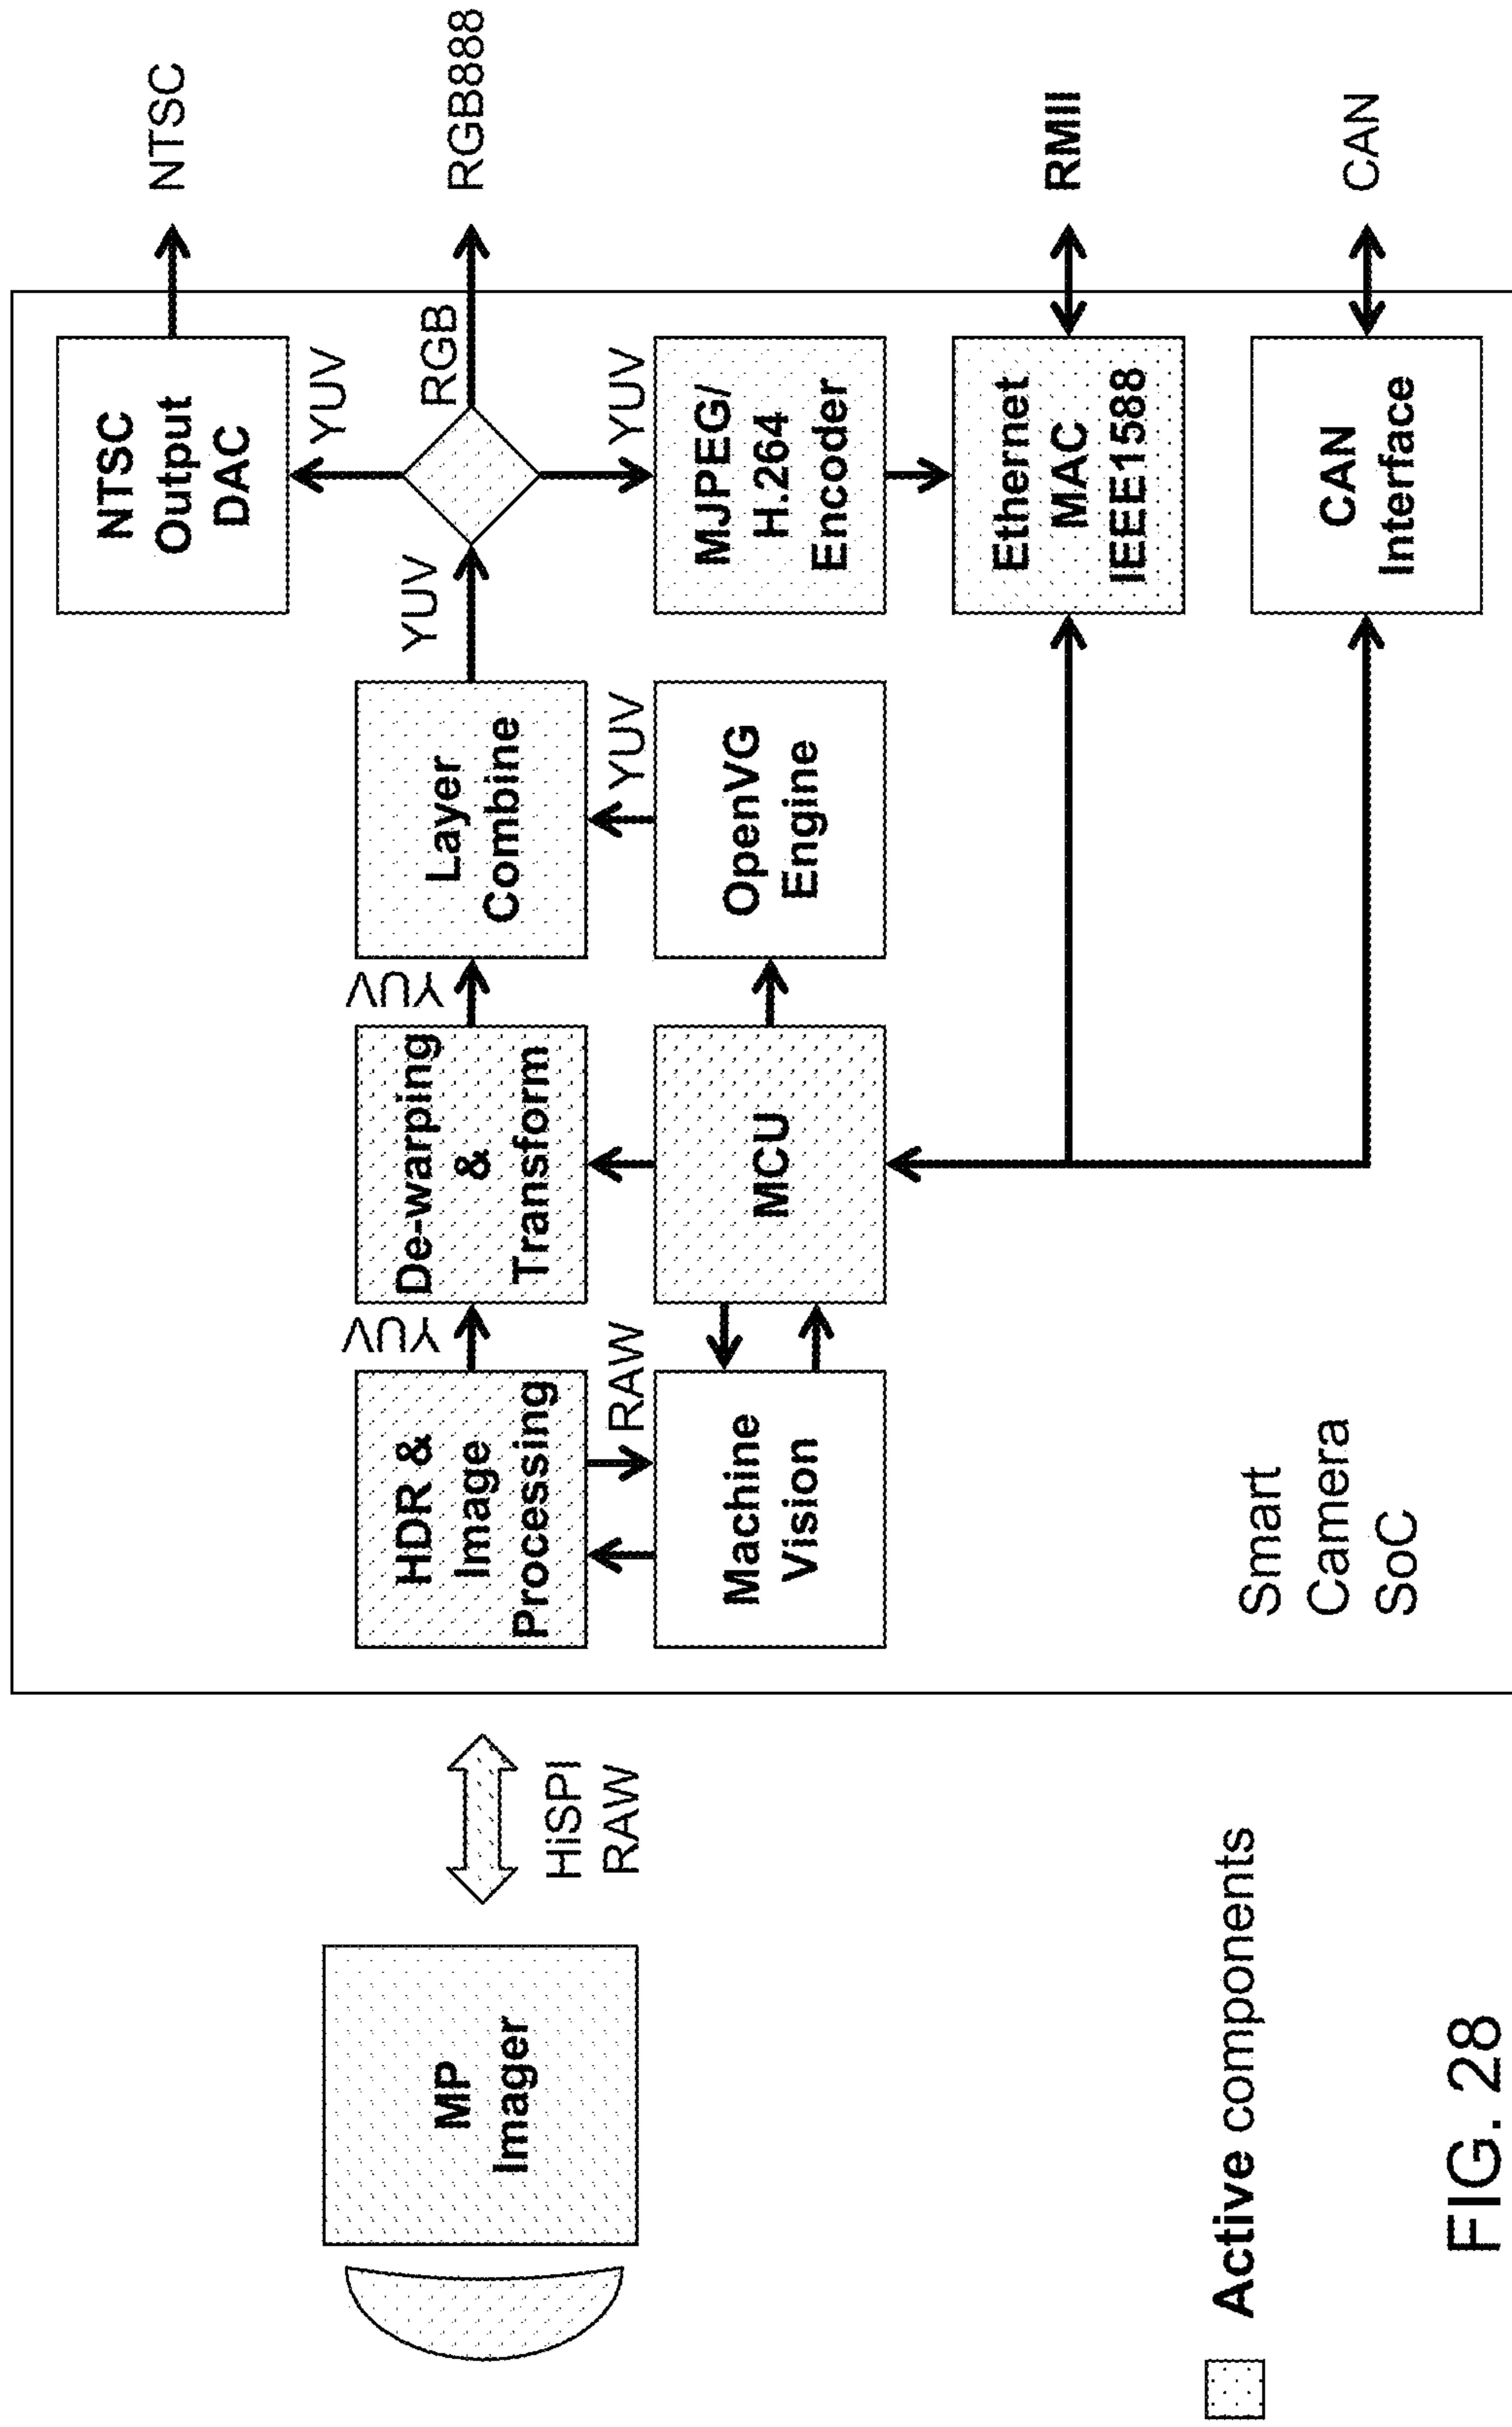 NTSC
Output
DAC
NTSC
YUV
HDR &
Image
Processing
YUV
De-warping
&
Transform
YUV
Layer
Combine
YUV
RGB
RGB888
HiSPI
RAW
MP
Imager
RAW
YUV
YUV
Machine
Vision
MCU
OpenVG
Engine
MJPEG/
H.264
Encoder
Ethernet
MAC
IEEE1588
RMII
CAN
Interface
CAN
Smart
Camera
SoC
Active components
FIG. 28